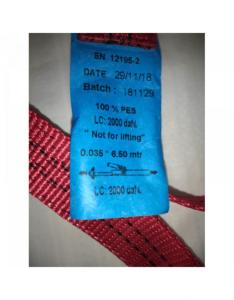 EN 12195-2
DATE: 29/11/18
Batch : 181129
100 % PES
LC: 2000 daN.
" Not for lifting"
0.035* 6.50 mtr
LC: 2000 daN.